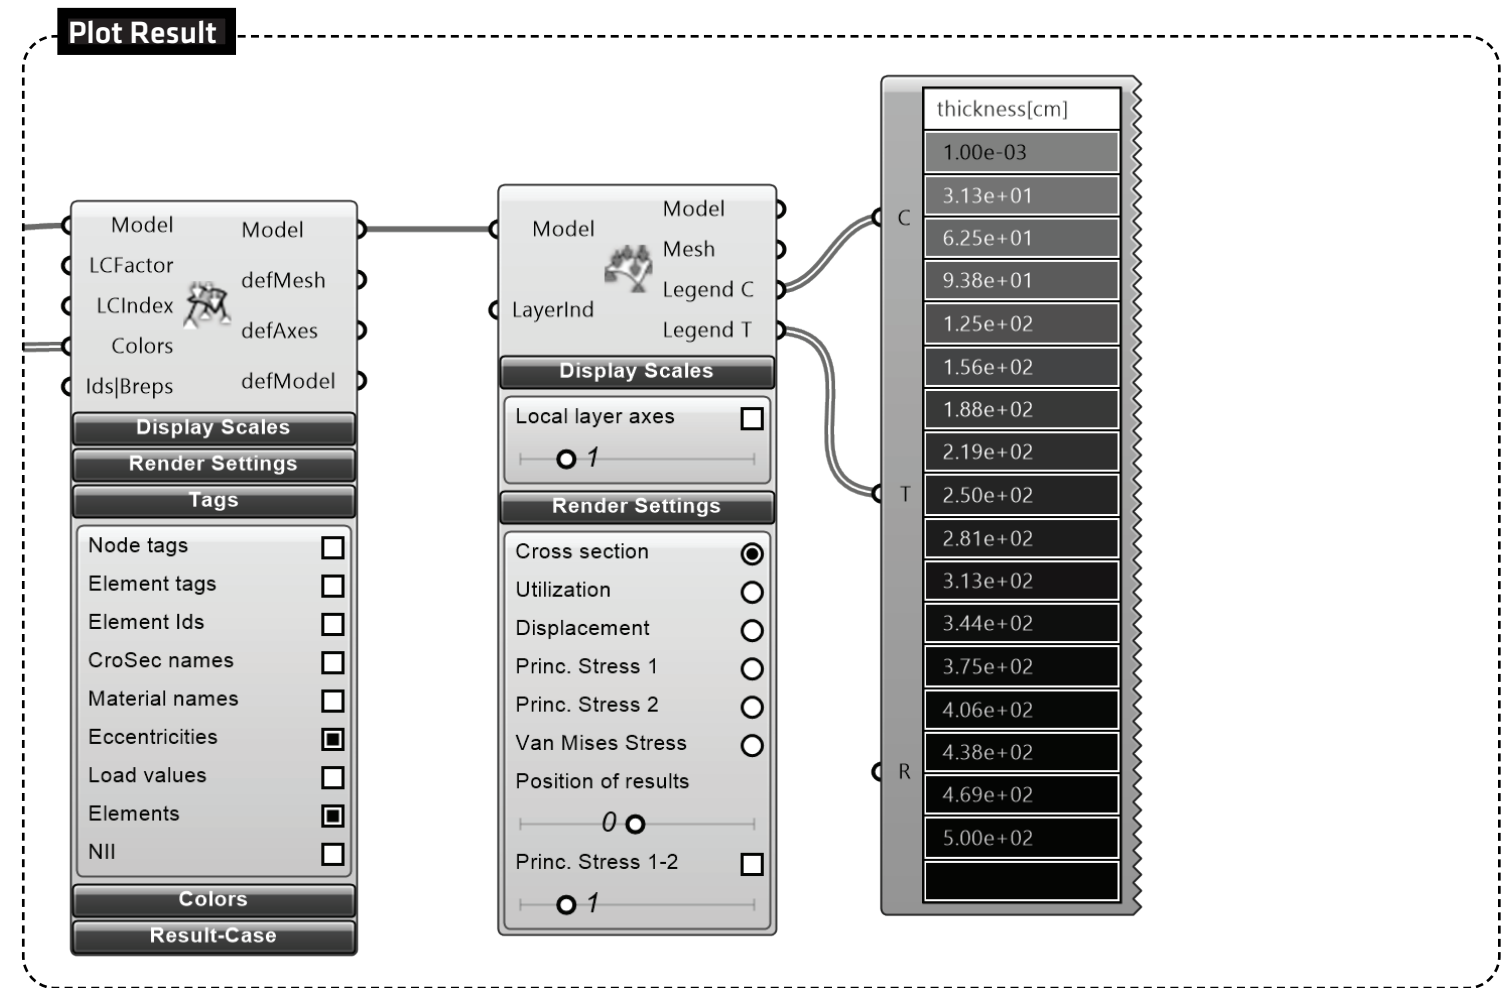 Plot Result
Model
LCFactor
LCIndex
Colors
Ids|Breps
Model
defMesh
defAxes
defModel
Display Scales
Render Settings
Tags
Node tags
Element tags
Element Ids
CroSec names
Material names
Eccentricities
Load values
Elements
NII
Colors
Result-Case
Model
LayerInd
Model
Mesh
Legend C
Legend T
Display Scales
Local layer axes
1
Render Settings
Cross section
Utilization
Displacement
Princ. Stress 1
Princ. Stress 2
Van Mises Stress
Position of results
0
Princ. Stress 1-2
1
C
T
R
thickness[cm]
1.00e-03
3.13e+01
6.25e+01
9.38e+01
1.25e+02
1.56e+02
1.88e+02
2.19e+02
2.50e+02
2.81e+02
3.13e+02
3.44e+02
3.75e+02
4.06e+02
4.38e+02
4.69e+02
5.00e+02